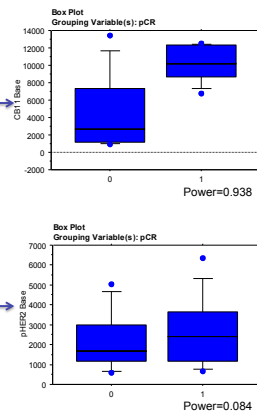 Box Plot
Grouping Variable(s): pCR
14000
12000
10000
8000
6000
4000
2000
0
-2000
CB11 Base
0 1
Power=0.938
Box Plot
Grouping Variable(s): pCR
7000
6000
5000
4000
3000
2000
1000
0
pHER2 Base
0 1
Power=0.084